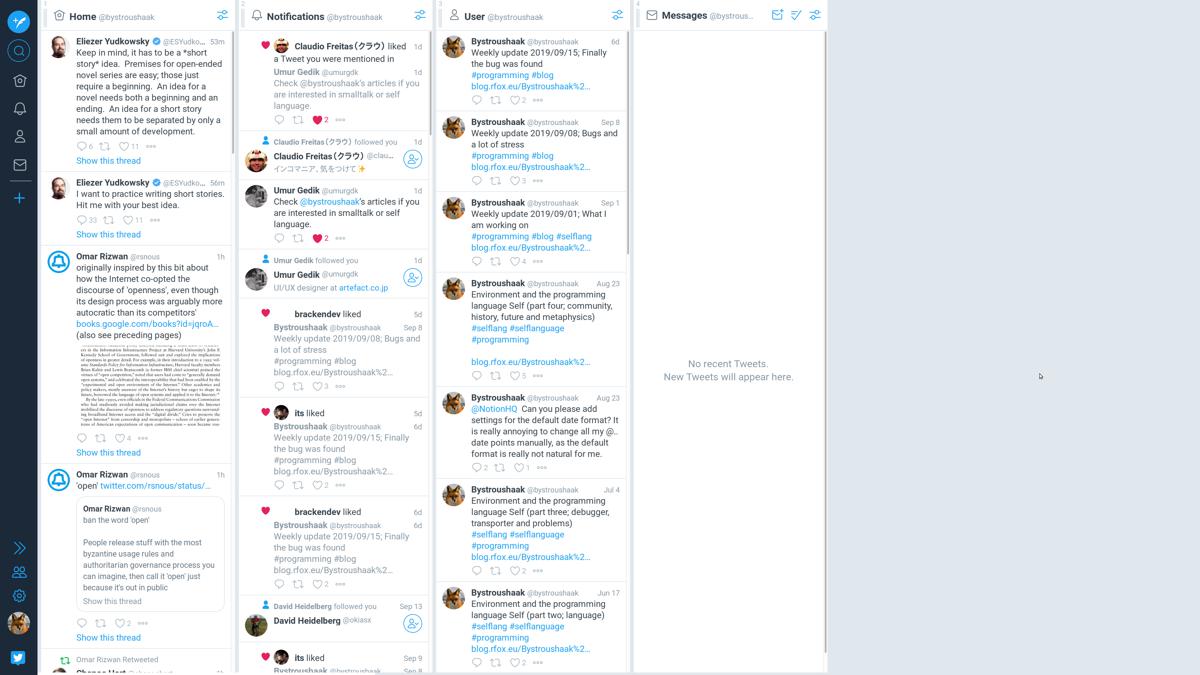 1
Home @bystroushaak
Eliezer Yudkowsky @ESYudko... 53m
Keep in mind, it has to be a *short
story* idea. Premises for open-ended
novel series are easy; those just
require a beginning. An idea for a
novel needs both a beginning and an
ending. An idea for a short story
needs them to be separated by only a
small amount of development.
6 11
Show this thread
Eliezer Yudkowsky @ESYudko... 56m
I want to practice writing short stories.
Hit me with your best idea.
33 11
Show this thread
Omar Rizwan @rsnous 1h
originally inspired by this bit about
how the Internet co-opted the
discourse of 'openness', even though
its design process was arguably more
autocratic than its competitors'
books.google.com/books?id=jqroA...
(also see preceding pages)
4
Show this thread
Omar Rizwan @rsnous 1h
'open' twitter.com/rsnous/status/...
Omar Rizwan @rsnous
ban the word 'open'
People release stuff with the most
byzantine usage rules and
authoritarian governance process you
can imagine, then call it 'open' just
because it's out in public
Show this thread
2
Show this thread
Omar Rizwan Retweeted
2
Notifications @bystroushaak
Claudio Freitas(クラウ) liked 1d
a Tweet you were mentioned in
Umur Gedik @umurgdk 1d
Check @bystroushaak's articles if you
are interested in smalltalk or self
language.
2
Claudio Freitas(クラウ) followed you 1d
Claudio Freitas(クラウ) @clau...
インコマニア、気をつけて✨
Umur Gedik @umurgdk 1d
Check @bystroushaak's articles if you
are interested in smalltalk or self
language.
2
Umur Gedik followed you 1d
Umur Gedik @umurgdk
UI/UX designer at artefact.co.jp
brackendev liked 5d
Bystroushaak @bystroushaak Sep 8
Weekly update 2019/09/08; Bugs and
a lot of stress
#programming #blog
blog.rfox.eu/Bystroushaak%2...
3
its liked 5d
Bystroushaak @bystroushaak 6d
Weekly update 2019/09/15; Finally
the bug was found
#programming #blog
blog.rfox.eu/Bystroushaak%2...
2
brackendev liked 6d
Bystroushaak @bystroushaak 6d
Weekly update 2019/09/15; Finally
the bug was found
#programming #blog
blog.rfox.eu/Bystroushaak%2...
2
David Heidelberg followed you Sep 13
David Heidelberg @okiasx
its liked Sep 9
Bystroushaak @bystroushaak Sep 8
3
User @bystroushaak
Bystroushaak @bystroushaak 6d
Weekly update 2019/09/15; Finally
the bug was found
#programming #blog
blog.rfox.eu/Bystroushaak%2...
2
Bystroushaak @bystroushaak Sep 8
Weekly update 2019/09/08; Bugs and
a lot of stress
#programming #blog
blog.rfox.eu/Bystroushaak%2...
3
Bystroushaak @bystroushaak Sep 1
Weekly update 2019/09/01; What I
am working on
#programming #blog #selflang
blog.rfox.eu/Bystroushaak%2...
4
Bystroushaak @bystroushaak Aug 23
Environment and the programming
language Self (part four; community,
history, future and metaphysics)
#selflang #selflanguage
#programming
blog.rfox.eu/Bystroushaak%2...
5
Bystroushaak @bystroushaak Aug 23
@NotionHQ Can you please add
settings for the default date format? It
is really annoying to change all my @..
date points manually, as the default
format is really not natural for me.
2 1
Bystroushaak @bystroushaak Jul 4
Environment and the programming
language Self (part three; debugger,
transporter and problems)
#selflang #selflanguage
#programming
blog.rfox.eu/Bystroushaak%2...
2
Bystroushaak @bystroushaak Jun 17
Environment and the programming
language Self (part two; language)
#selflang #selflanguage
#programming
blog.rfox.eu/Bystroushaak%2...
2
4
Messages @bystrous...
No recent Tweets.
New Tweets will appear here.